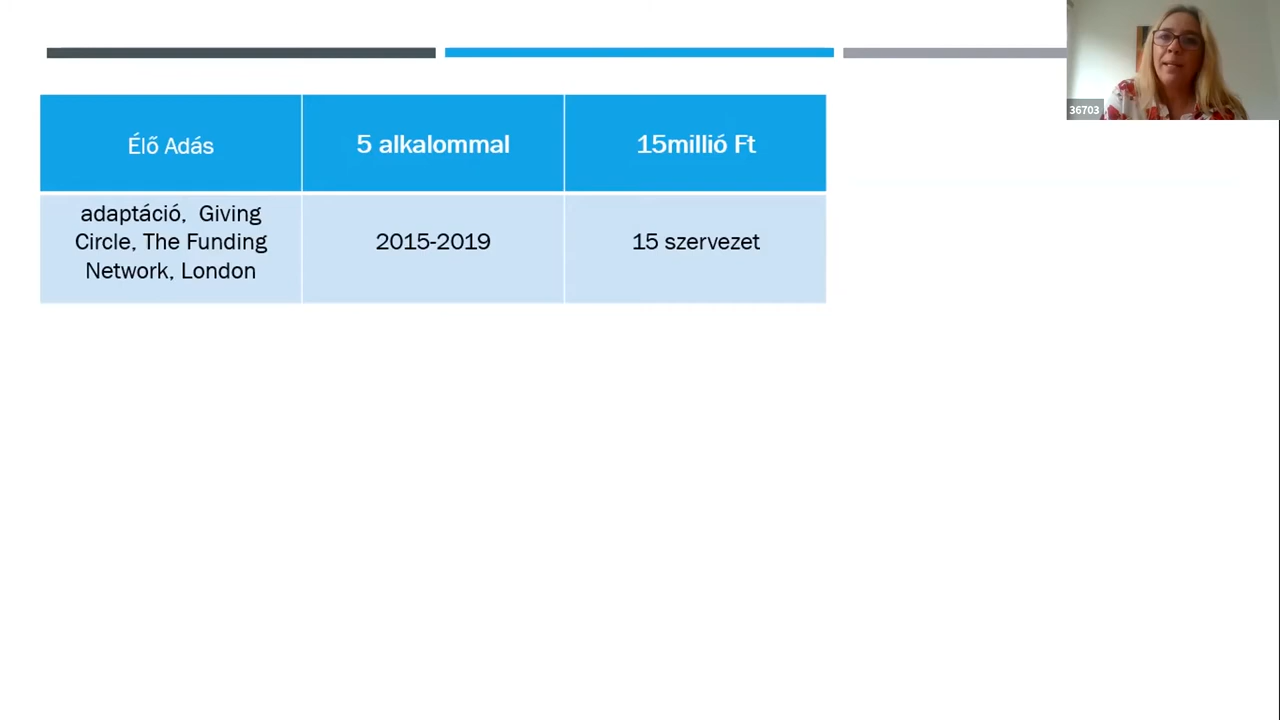 36703
Élő Adás
5 alkalommal
15millió Ft
adaptáció, Giving
Circle, The Funding
Network, London
2015-2019
15 szervezet